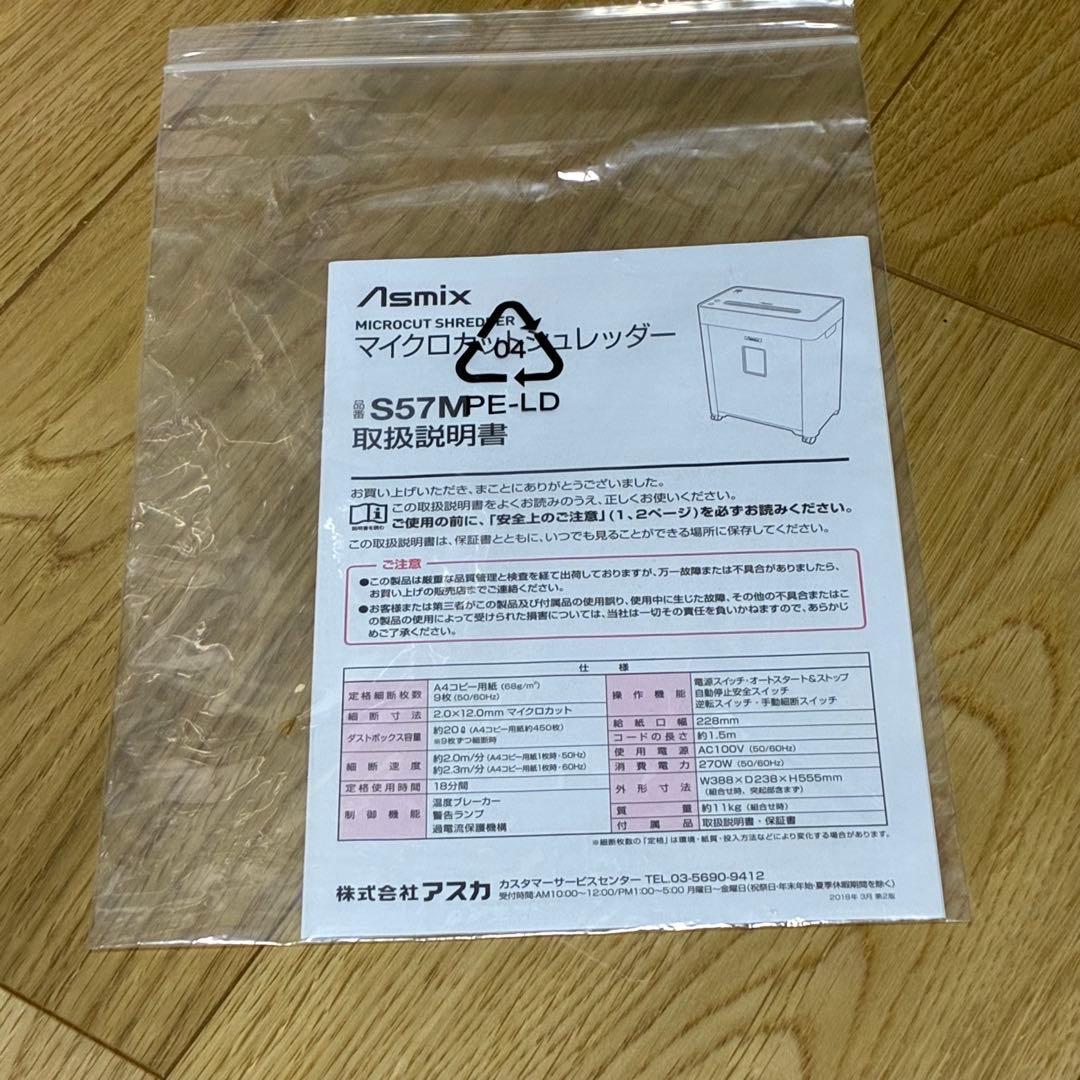 Asmix
MICROCUT SHREDDER
マイクロカットシュレッダー
04
PE-LD
品番 S57M
取扱説明書
お買い上げいただき、まことにありがとうございました。
この取扱説明書をよくお読みのうえ、正しくお使いください。
ご使用の前に、「安全上のご注意」(1、2ページ)を必ずお読みください。
説明書を読む
この取扱説明書は、保証書とともに、いつでも見ることができる場所に保存してください。
ご注意
●この製品は厳重な品質管理と検査を経て出荷しておりますが、万一故障または不具合がありましたら、
お買い上げの販売店までご連絡ください。
●お客様または第三者がこの製品及び付属品の使用誤り、使用中に生じた故障、その他の不具合またはこ
の製品の使用によって受けられた損害については、当社は一切その責任を負いかねますので、あらかじ
めご了承ください。
仕様
定格細断枚数 A4コピー用紙(68g/m²)
9枚(50/60Hz)
細断寸法 2.0×12.0mm マイクロカット
ダストボックス容量 約20ℓ(A4コピー用紙約450枚)
※9枚ずつ細断時
細断速度 約2.0m/分(A4コピー用紙1枚時・50Hz)
約2.3m/分(A4コピー用紙1枚時・60Hz)
定格使用時間 18分間
制御機能 温度ブレーカー
警告ランプ
過電流保護機構
操作機能 電源スイッチ・オートスタート&ストップ
自動停止安全スイッチ
逆転スイッチ・手動細断スイッチ
給紙口幅 228mm
コードの長さ 約1.5m
使用電源 AC100V(50/60Hz)
消費電力 270W(50/60Hz)
外形寸法 W388×D238×H555mm
(組合せ時、突起部含まず)
質量 約11kg(組合せ時)
付属品 取扱説明書・保証書
※細断枚数の「定格」は環境・紙質・投入方法などにより変化する場合があります。
株式会社アスカ カスタマーサービスセンター TEL.03-5690-9412
受付時間:AM10:00～12:00/PM1:00～5:00 月曜日～金曜日(祝祭日・年末年始・夏季休暇期間を除く)
2018年 3月 第2版